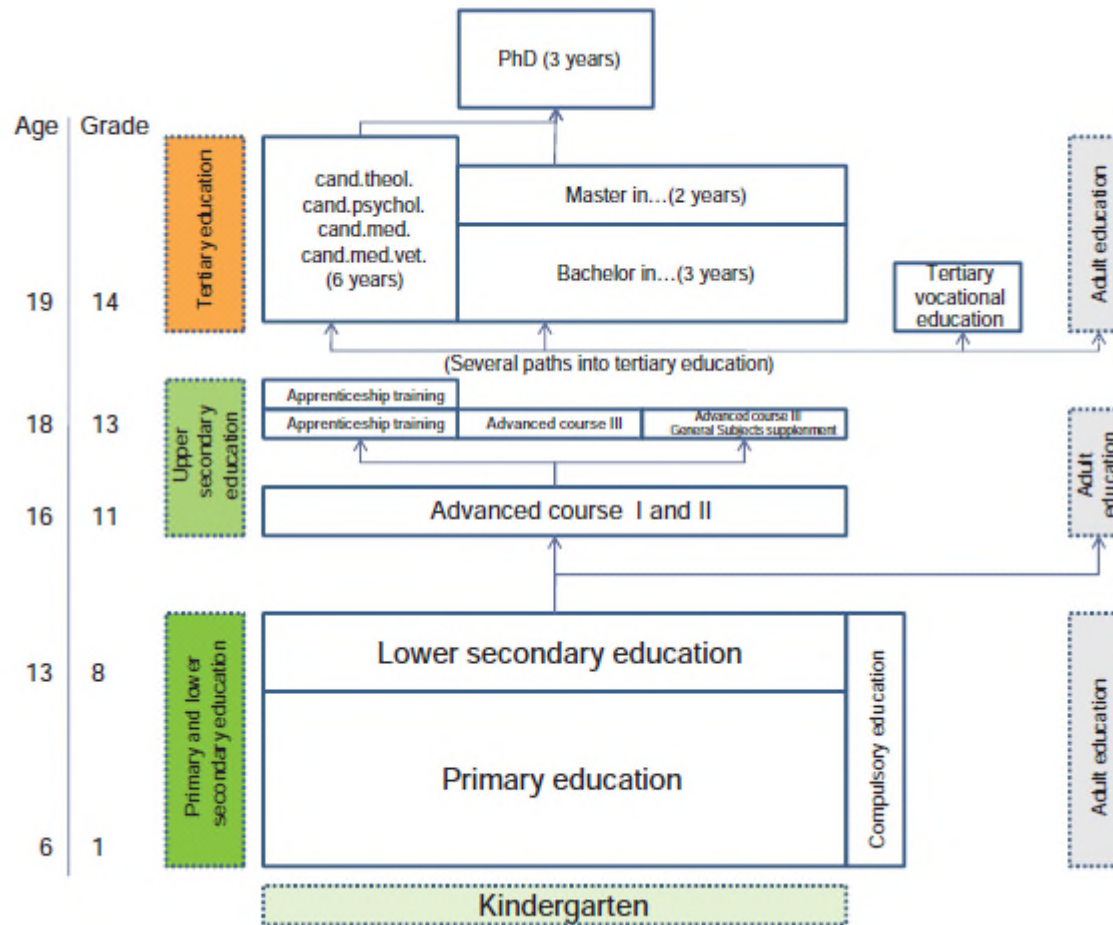 PhD (3 years)
Age Grade
Tertiary education
cand.theol.
cand.psychol.
cand.med.
cand.med.vet.
(6 years)
Master in...(2 years)
Bachelor in...(3 years)
Tertiary
vocational
education
Adult education
19 14
(Several paths into tertiary education)
Upper
secondary
education
Apprenticeship training
18 13
Apprenticeship training
Advanced course III
Advanced course III
General Subjects supplenment
Adult
education
16 11
Advanced course I and II
Primary and lower
secondary education
Lower secondary education
13 8
Compulsory education
Adult education
Primary education
6 1
Kindergarten